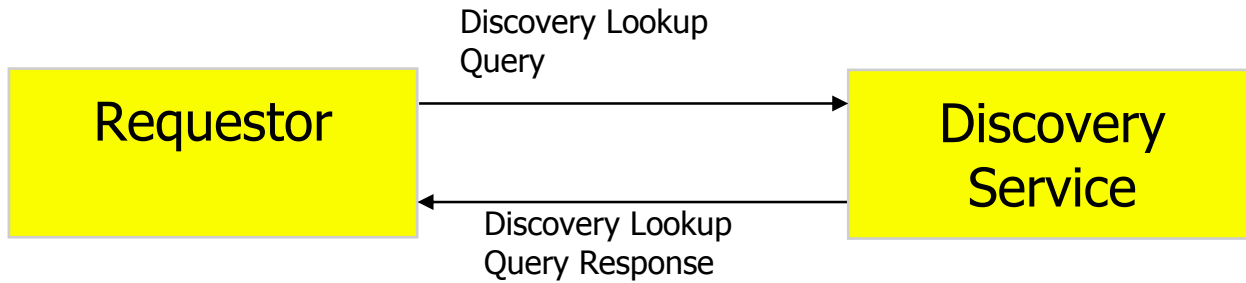 Discovery Lookup
Query
Requestor
Discovery
Service
Discovery Lookup
Query Response